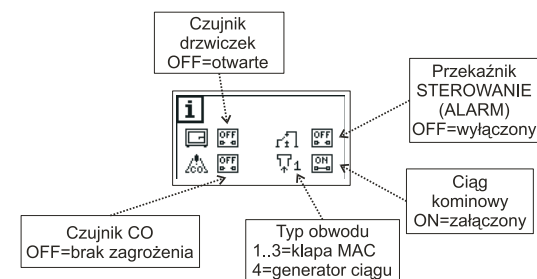 Czujnik
drzwiczek
OFF=otwarte
Przekaźnik
STEROWANIE
(ALARM)
OFF=wyłączony
i
OFF
OFF
CO
OFF
1
ON
Ciąg
kominowy
ON=załączony
Czujnik CO
OFF=brak zagrożenia
Typ obwodu
1..3=klapa MAC
4=generator ciągu